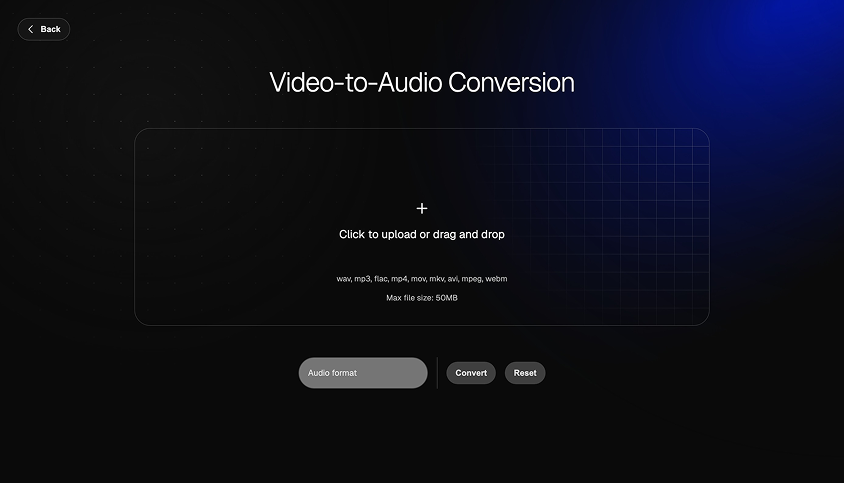 Back
Video-to-Audio Conversion
Click to upload or drag and drop
wav, mp3, flac, mp4, mov, mkv, avi, mpeg, webm
Max file size: 50MB
Audio format
Convert
Reset